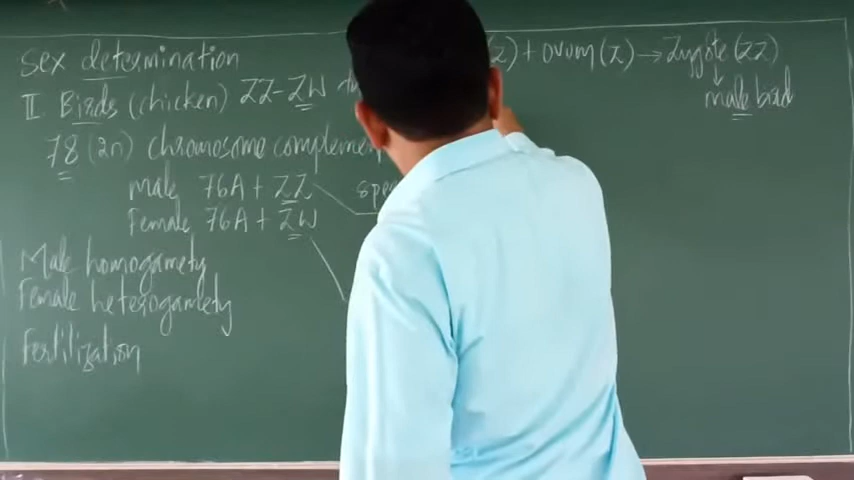 Sex determination
II Birds (chicken) ZZ-ZW
78 (2n) chromosome complement
male 76A + ZZ
Female 76A + ZW
Male homogamety
Female heterogamety
Fertilization
(z) + ovum (z) → Zygote (ZZ)
↓
male bird